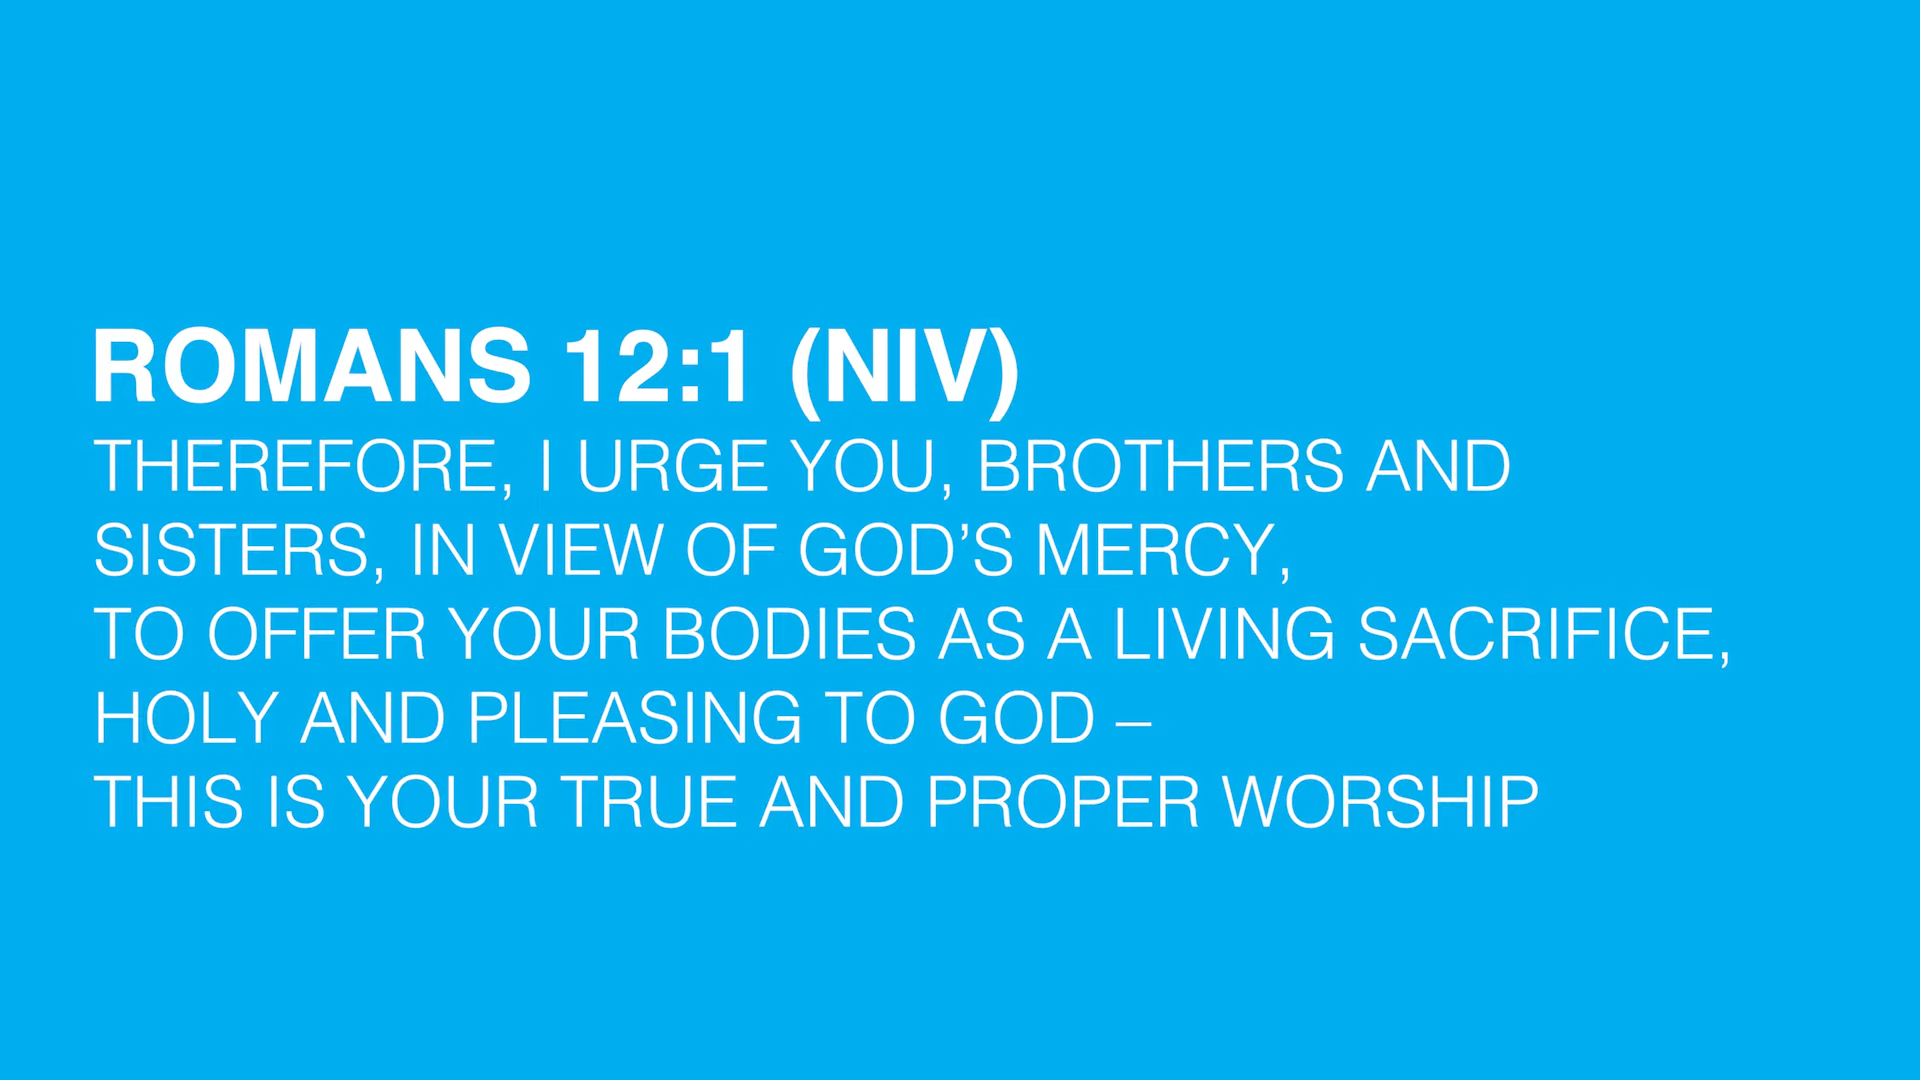 ROMANS 12:1 (NIV)
THEREFORE, I URGE YOU, BROTHERS AND
SISTERS, IN VIEW OF GOD’S MERCY,
TO OFFER YOUR BODIES AS A LIVING SACRIFICE,
HOLY AND PLEASING TO GOD –
THIS IS YOUR TRUE AND PROPER WORSHIP